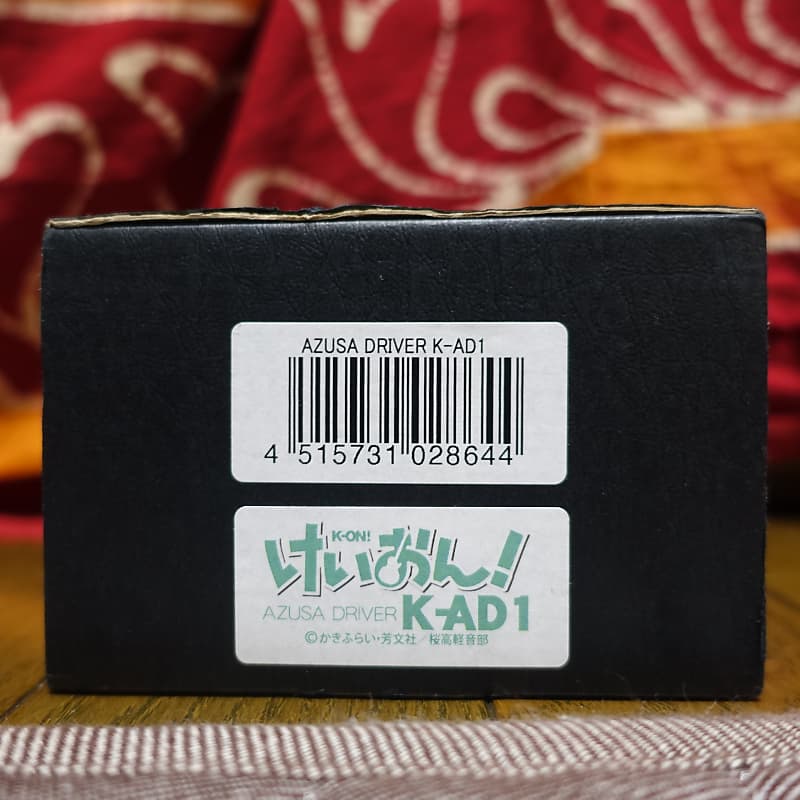 AZUSA DRIVER K-AD1
4 515731 028644
K-ON!
けいおん!
AZUSA DRIVER K-AD1
©かきふらい・芳文社/桜高軽音部